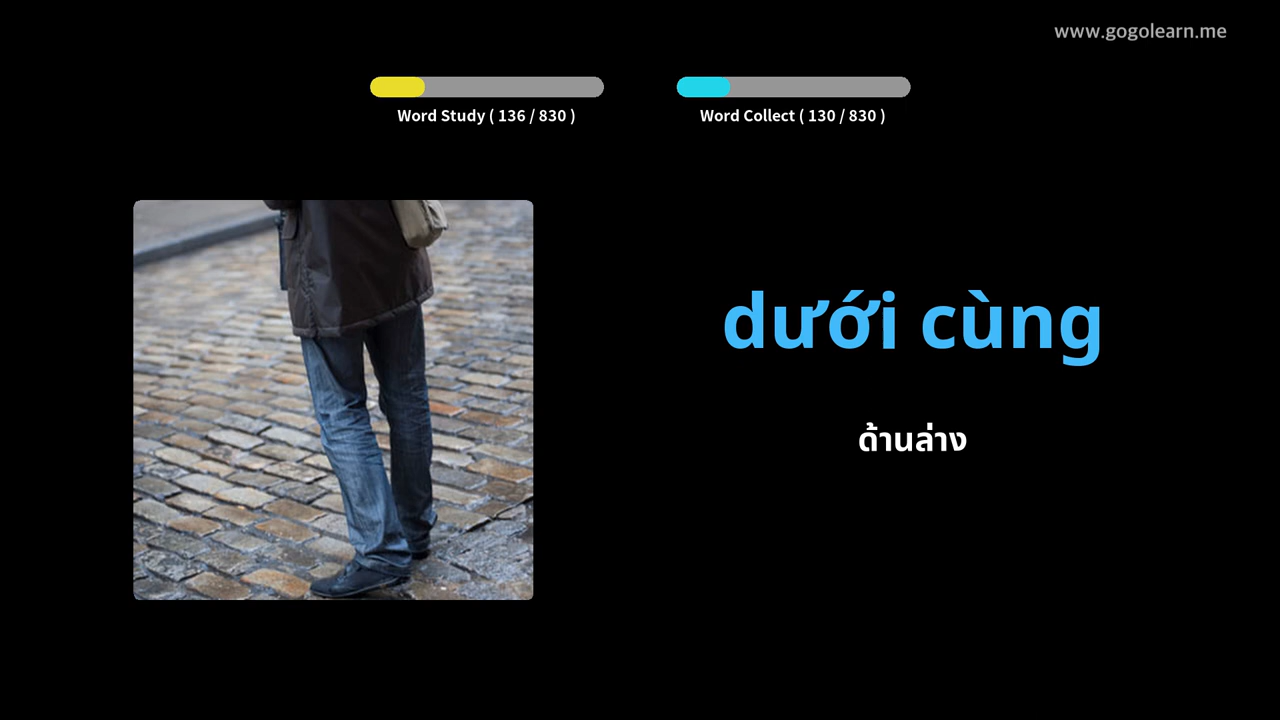 www.gogolearn.me
Word Study ( 136 / 830 )
Word Collect ( 130 / 830 )
dưới cùng
ด้านล่าง